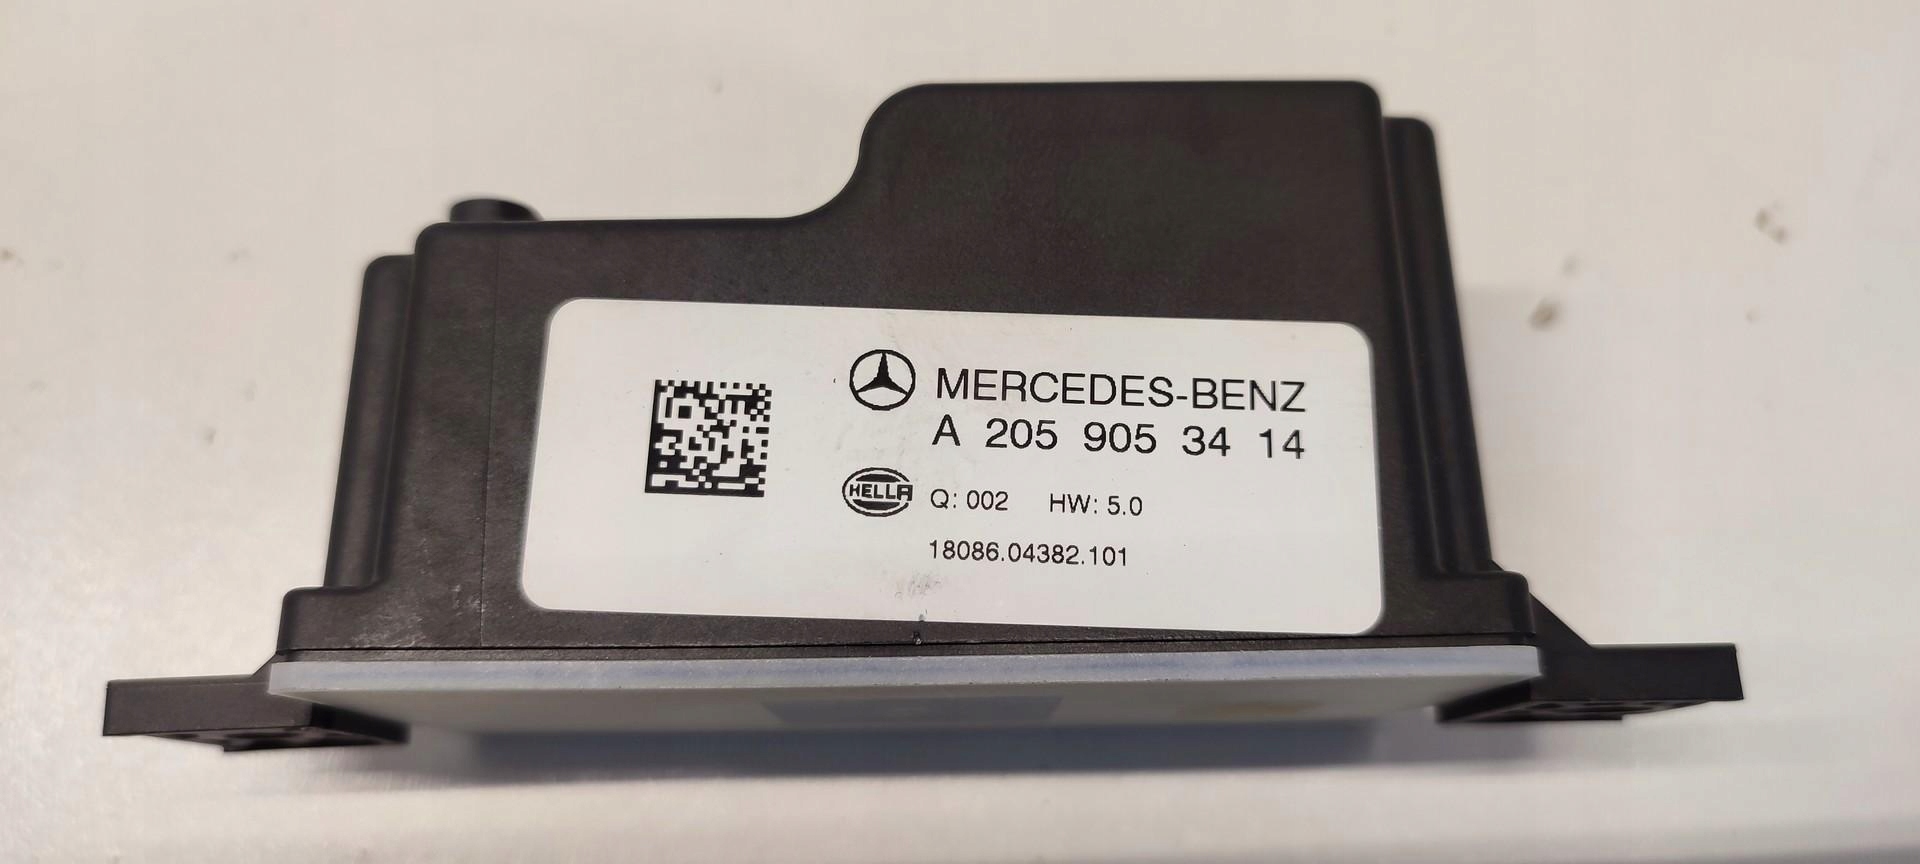 MERCEDES-BENZ
A 205 905 34 14
HELLA Q: 002 HW: 5.0
18086.04382.101